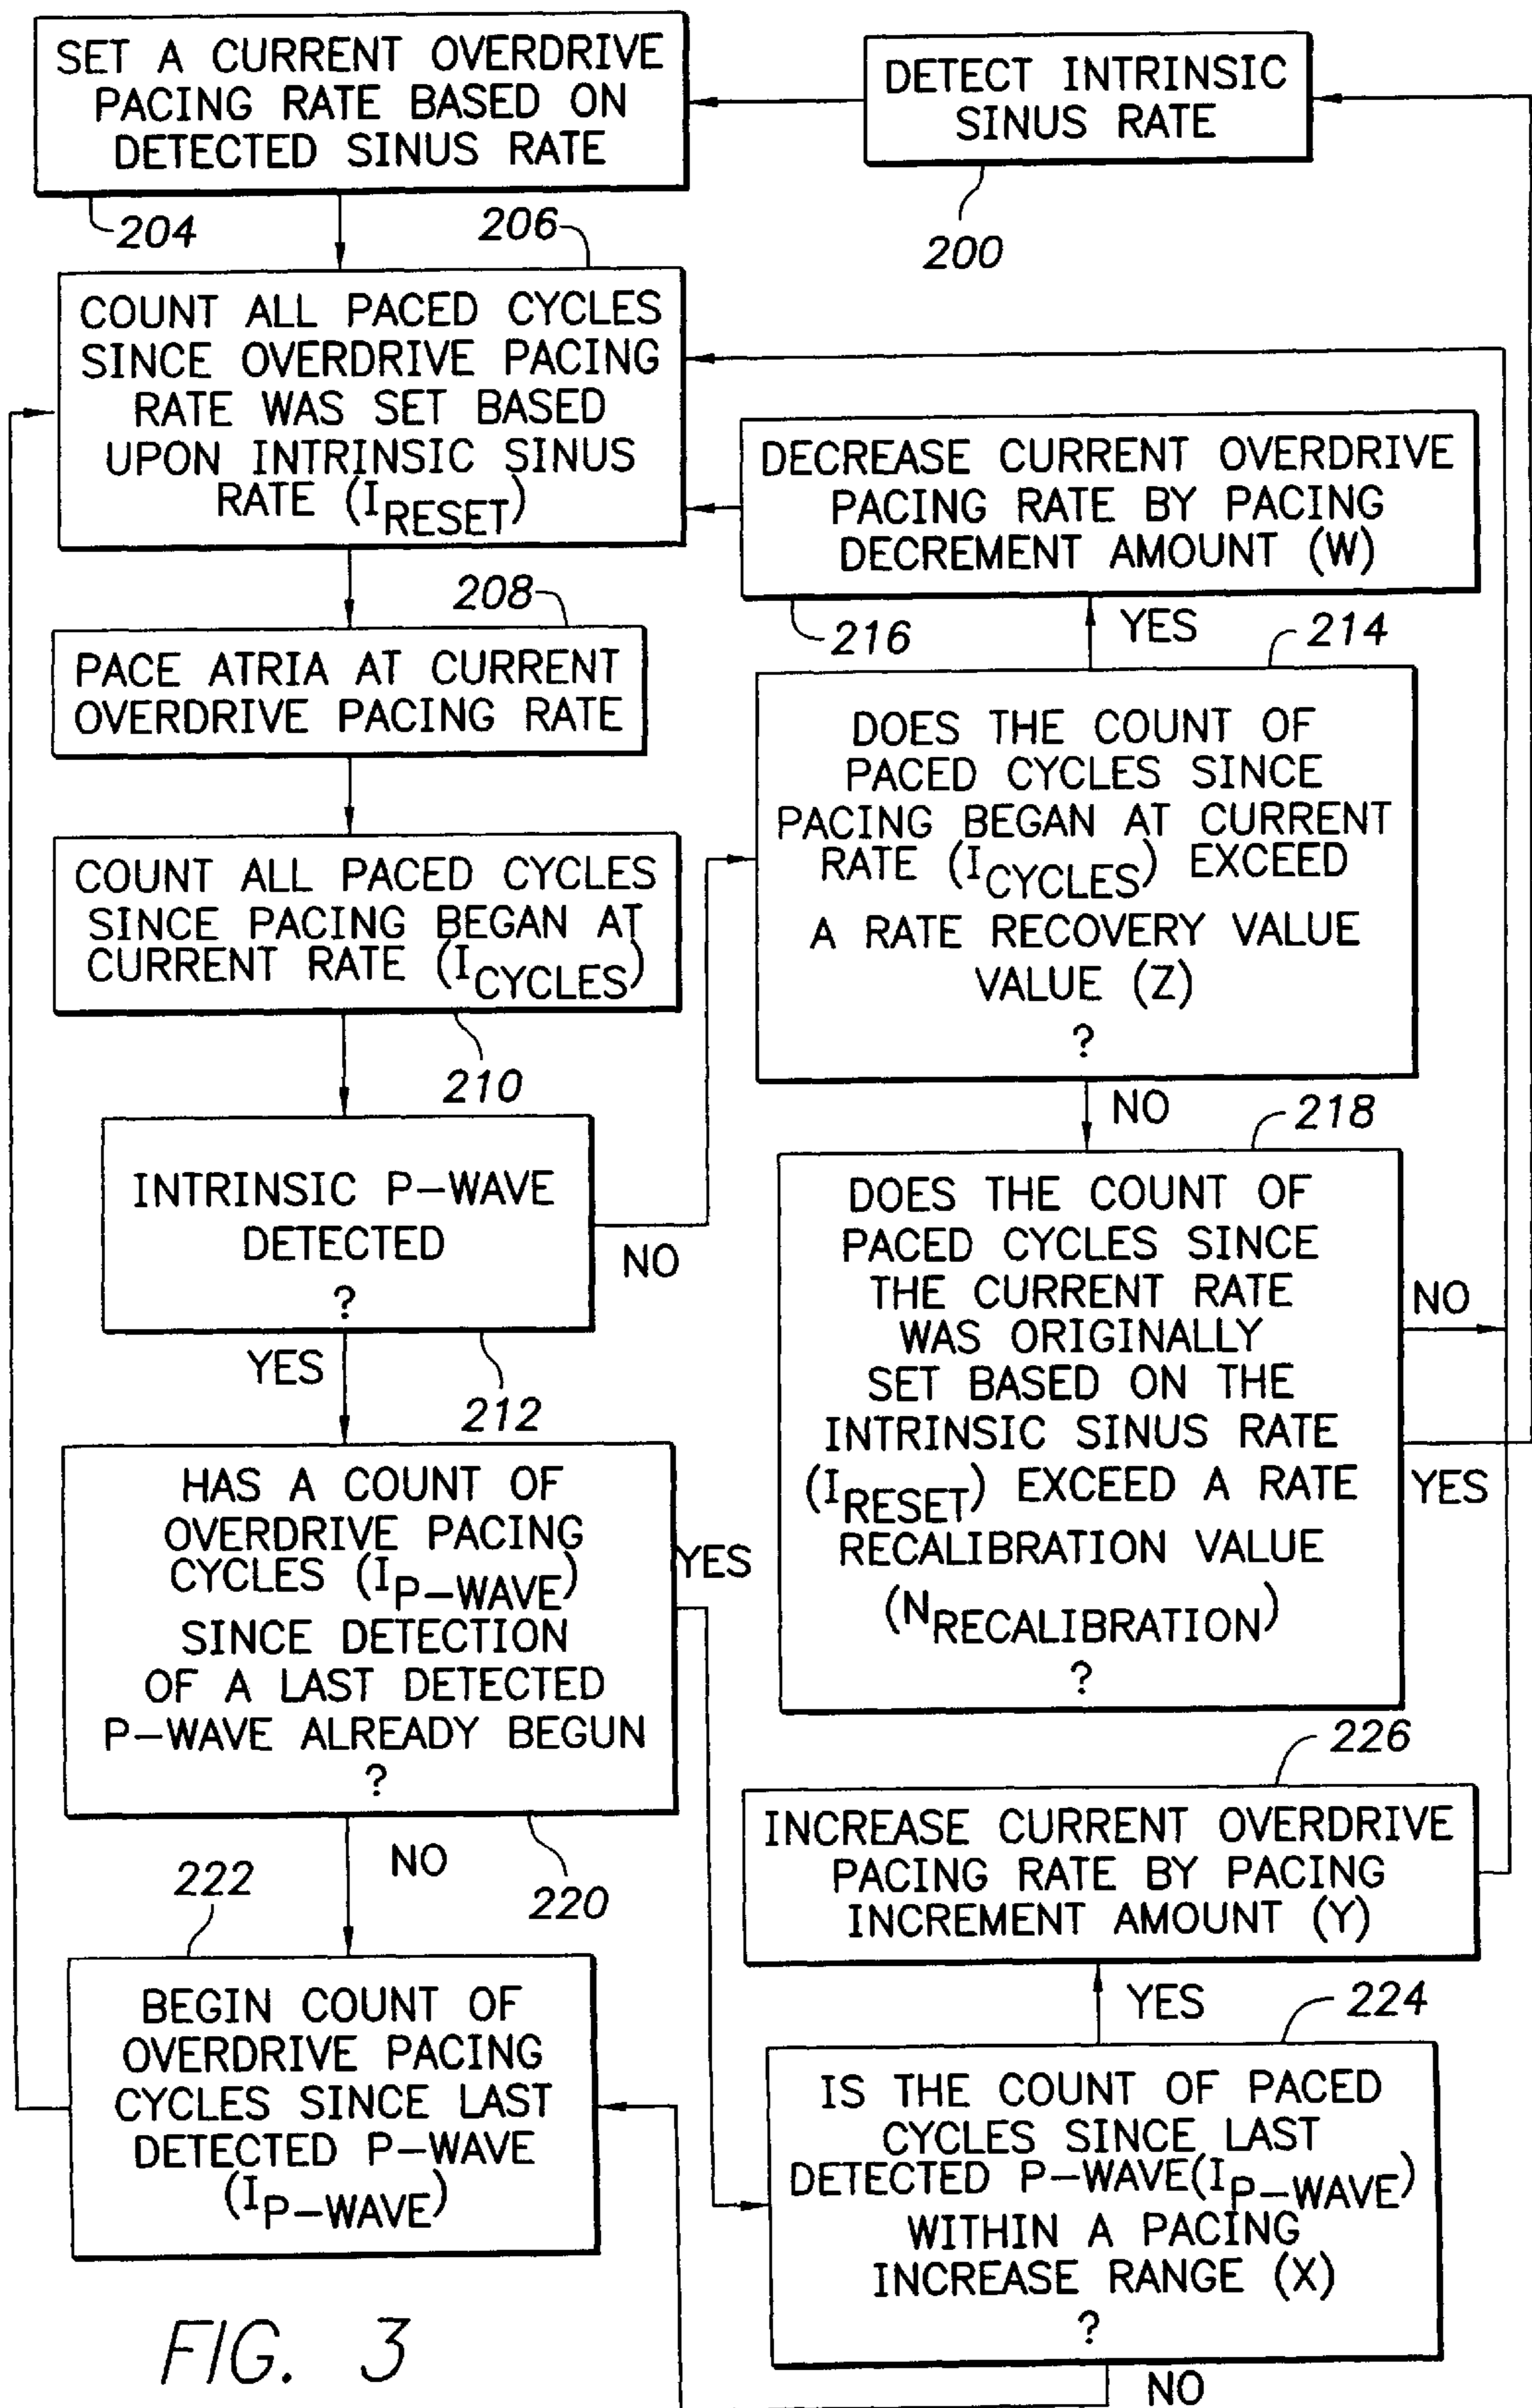 SET A CURRENT OVERDRIVE
PACING RATE BASED ON
DETECTED SINUS RATE
204
DETECT INTRINSIC
SINUS RATE
200
206
COUNT ALL PACED CYCLES
SINCE OVERDRIVE PACING
RATE WAS SET BASED
UPON INTRINSIC SINUS
RATE (I_RESET)
208
PACE ATRIA AT CURRENT
OVERDRIVE PACING RATE
COUNT ALL PACED CYCLES
SINCE PACING BEGAN AT
CURRENT RATE (I_CYCLES)
210
INTRINSIC P-WAVE
DETECTED
?
NO
YES
212
DECREASE CURRENT OVERDRIVE
PACING RATE BY PACING
DECREMENT AMOUNT (W)
216
YES
214
DOES THE COUNT OF
PACED CYCLES SINCE
PACING BEGAN AT CURRENT
RATE (I_CYCLES) EXCEED
A RATE RECOVERY VALUE
VALUE (Z)
?
NO
218
DOES THE COUNT OF
PACED CYCLES SINCE
THE CURRENT RATE
WAS ORIGINALLY
SET BASED ON THE
INTRINSIC SINUS RATE
(I_RESET) EXCEED A RATE
RECALIBRATION VALUE
(N_RECALIBRATION)
?
NO
YES
HAS A COUNT OF
OVERDRIVE PACING
CYCLES (I_P-WAVE)
SINCE DETECTION
OF A LAST DETECTED
P-WAVE ALREADY BEGUN
?
YES
NO
220
222
BEGIN COUNT OF
OVERDRIVE PACING
CYCLES SINCE LAST
DETECTED P-WAVE
(I_P-WAVE)
226
INCREASE CURRENT OVERDRIVE
PACING RATE BY PACING
INCREMENT AMOUNT (Y)
YES
224
IS THE COUNT OF PACED
CYCLES SINCE LAST
DETECTED P-WAVE(I_P-WAVE)
WITHIN A PACING
INCREASE RANGE (X)
?
NO
FIG. 3